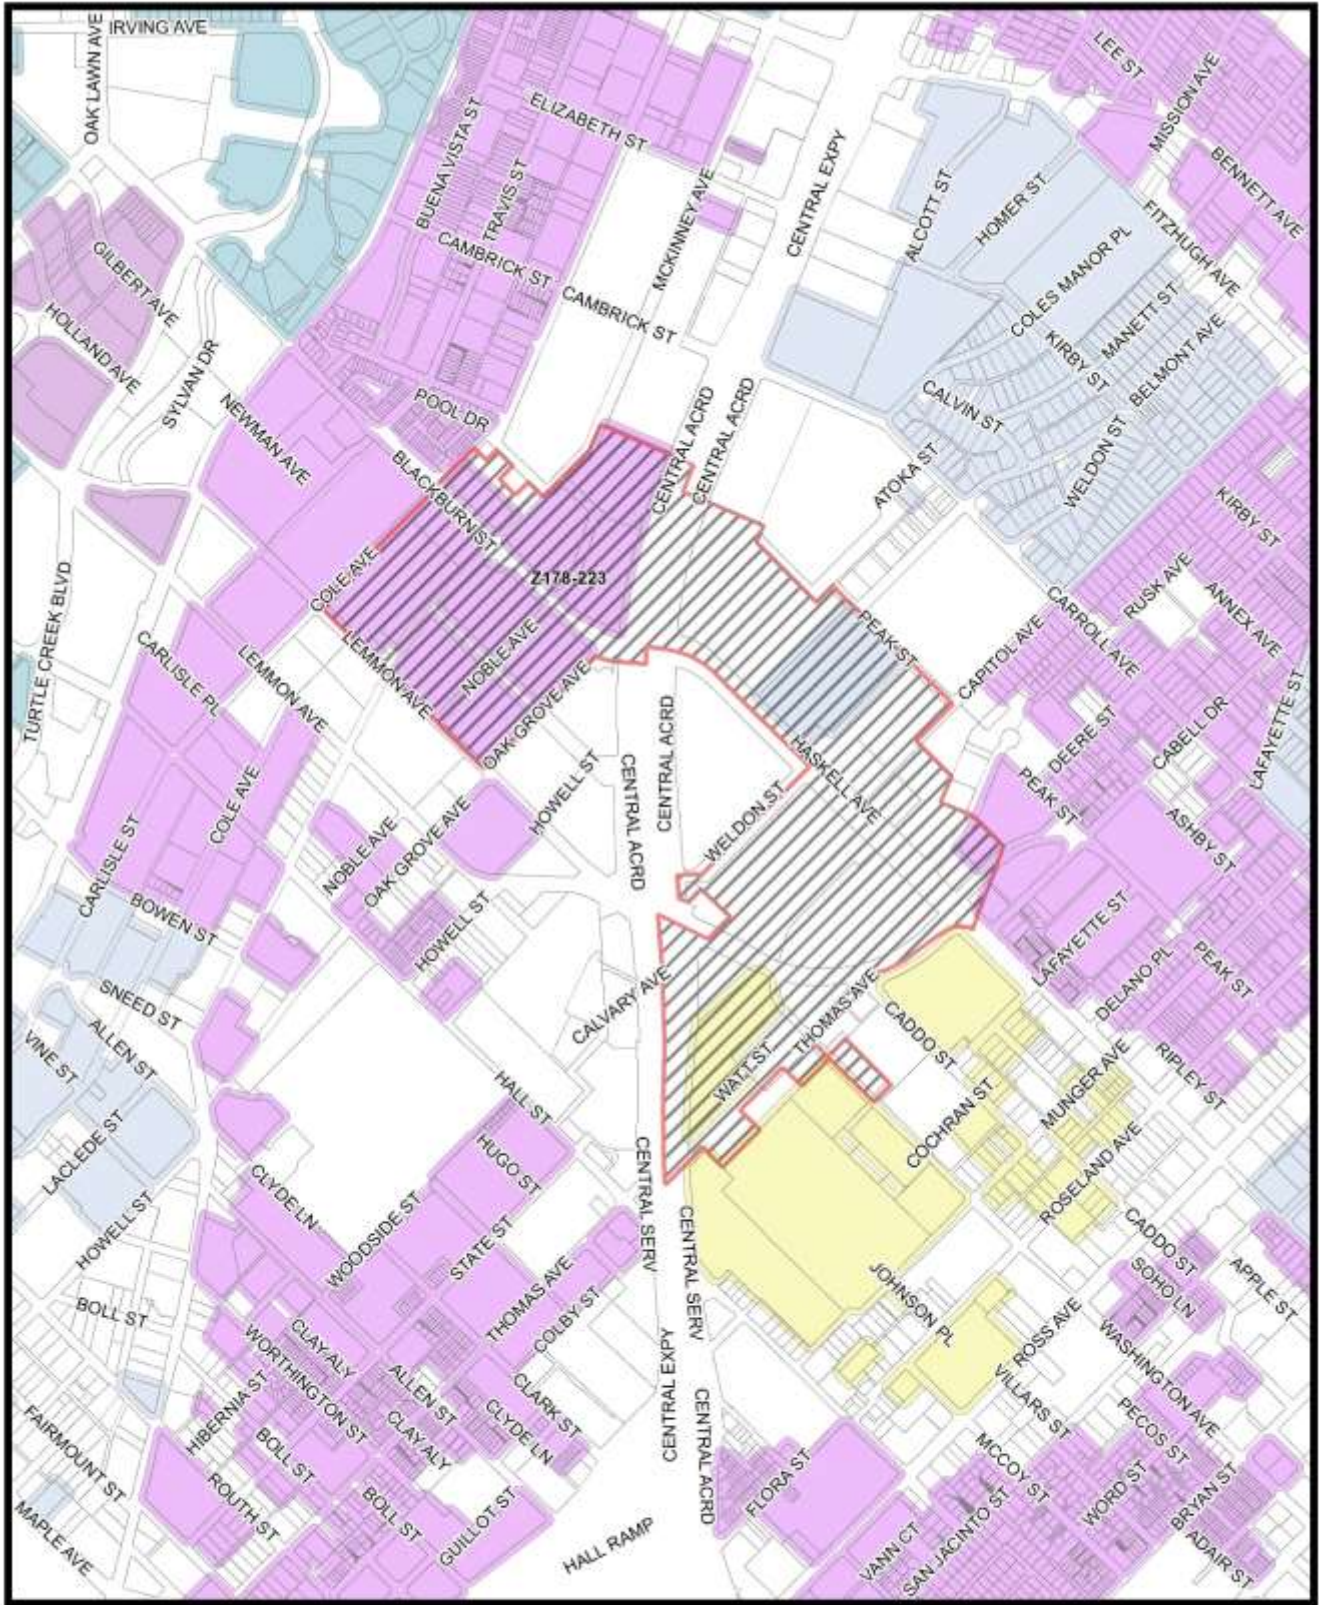 IRVING AVE
OAK LAWN AVE
LEE ST
MISSION AVE
ELIZABETH ST
BUENA VISTA ST
TRAVIS ST
BENNETT AVE
CENTRAL EXPY
MCKINNEY AVE
ALCOTT ST
HOMER ST
FITZHUGH AVE
GILBERT AVE
CAMBRICK ST
COLES MANOR PL
HOLLAND AVE
CAMBRICK ST
MANETT ST
KIRBY ST
BELMONT AVE
SYLVAN DR
POOL DR
CALVIN ST
NEWMAN AVE
CENTRAL ACRD
CENTRAL ACRD
WELDON ST
BLACKBURN ST
CENTRAL ACRD
ATOKA ST
KIRBY ST
Z178-223
COLE AVE
RUSK AVE
ANNEX AVE
TURTLE CREEK BLVD
CARROLL AVE
PEAK ST
CAPITOL AVE
CARLISLE PL
LEMMON AVE
LEMMON AVE
NOBLE AVE
OAK GROVE AVE
LAFAYETTE ST
CENTRAL ACRD
DEERE ST
CABELL DR
HASKELL AVE
PEAK ST
COLE AVE
HOWELL ST
CENTRAL ACRD
WELDON ST
ASHBY ST
CARLISLE ST
NOBLE AVE
OAK GROVE AVE
BOWEN ST
HOWELL ST
LAFAYETTE ST
PEAK ST
DELANO PL
SNEED ST
CALVARY AVE
THOMAS AVE
CADDO ST
VINE ST
ALLEN ST
WATT ST
MUNGER AVE
RIPLEY ST
HALL ST
COCHRAN ST
LACLEDE ST
HUGO ST
ROSELAND AVE
CLYDE LN
HOWELL ST
WOODSIDE ST
STATE ST
CENTRAL SERV
CENTRAL SERV
CADDO ST
APPLE ST
BOLL ST
THOMAS AVE
COLBY ST
JOHNSON PL
SOHO LN
CLAY ALY
WORTHINGTON ST
ROSS AVE
WASHINGTON AVE
ALLEN ST
CENTRAL EXPY
VILLARS ST
HIBERNIA ST
CLAY ALY
CLARK ST
CLYDE LN
CENTRAL ACRD
PECOS ST
FAIRMOUNT ST
BOLL ST
MCCOY ST
ROUTH ST
BOLL ST
FLORA ST
WORD ST
BRYAN ST
MAPLE AVE
GUILLOT ST
HALL RAMP
VANN CT
SAN JACINTO ST
ADAIR ST